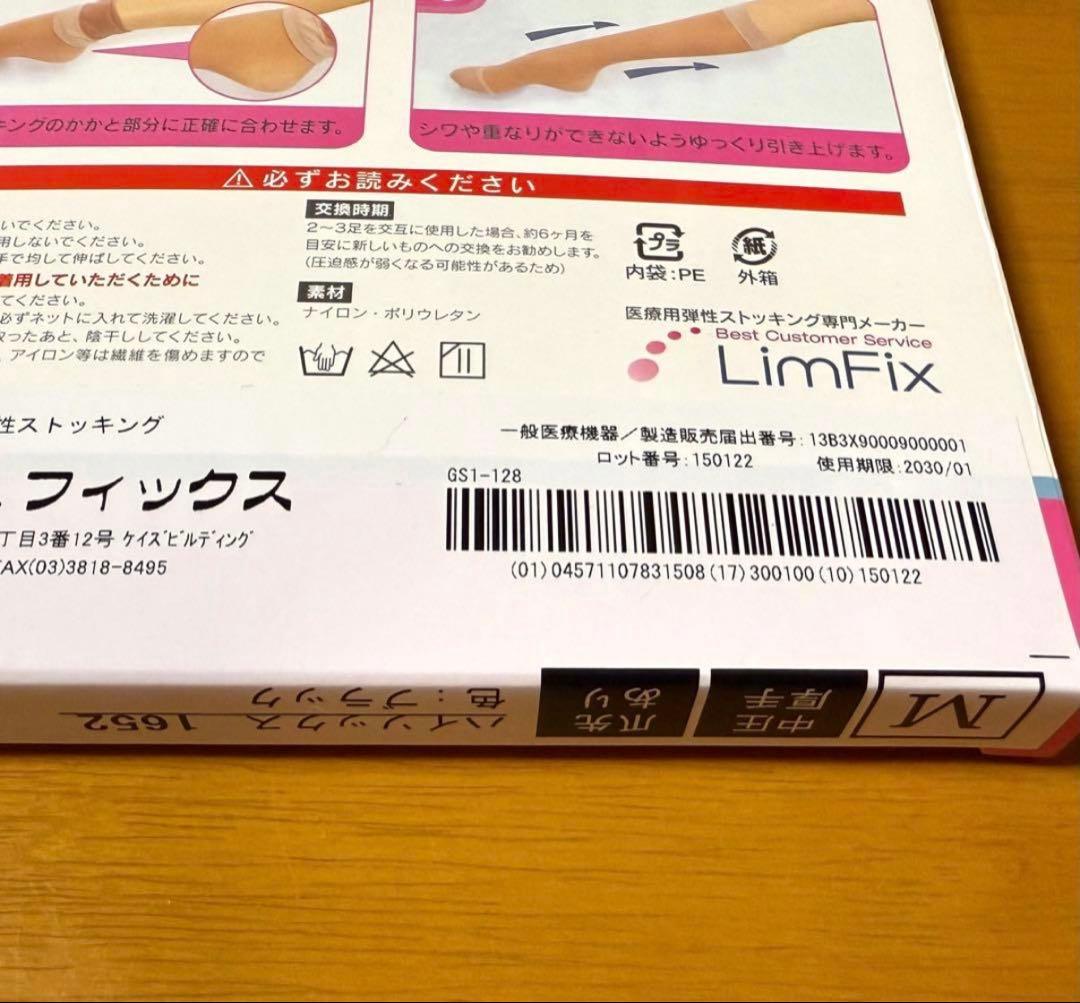 キングのかかと部分に正確に合わせます。
シワや重なりができないようゆっくり引き上げます。
⚠必ずお読みください
いでください。
用しないでください。
手で均して伸ばしてください。
着用していただくために
てください。
必ずネットに入れて洗濯してください。
取ったあと、陰干ししてください。
、アイロン等は繊維を傷めますので
交換時期
2〜3足を交互に使用した場合、約6ヶ月を
目安に新しいものへの交換をお勧めします。
(圧迫感が弱くなる可能性があるため)
素材
ナイロン・ポリウレタン
プラ
内袋:PE
紙
外箱
医療用弾性ストッキング専門メーカー
Best Customer Service
LimFix
性ストッキング
フィックス
丁目3番12号 ケイズビルディング
FAX(03)3818-8495
一般医療機器/製造販売届出番号:13B3X90009000001
ロット番号:150122 使用期限:2030/01
GS1-128
(01)04571107831508(17)300100(10)150122
M
中圧
厚手
爪先
あり
ハイソックス 1652
色:ブラック